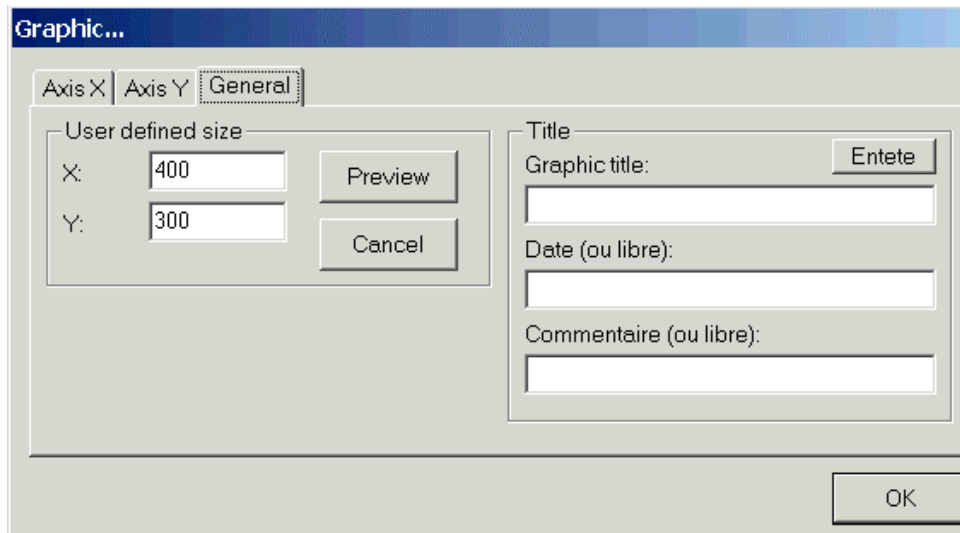 Graphic...
Axis X Axis Y General
User defined size
X: 400
Preview
Y: 300
Cancel
Title
Graphic title:
Entete
Date (ou libre):
Commentaire (ou libre):
OK